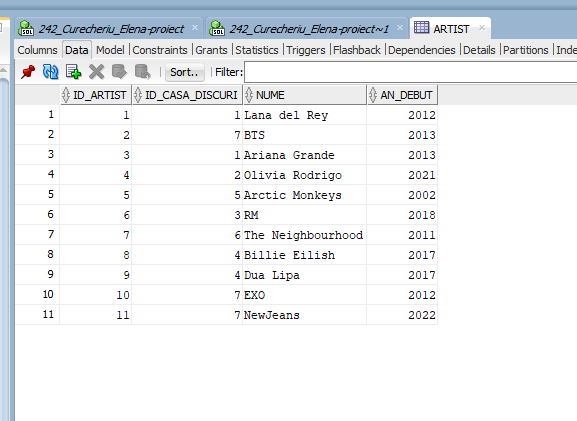 242_Curecheriu_Elena-proiect 242_Curecheriu_Elena-proiect~1 ARTIST
Columns Data Model Constraints Grants Statistics Triggers Flashback Dependencies Details Partitions Inde
Sort.. Filter:
ID_ARTIST ID_CASA_DISCURI NUME AN_DEBUT
1 1 1 Lana del Rey 2012
2 2 7 BTS 2013
3 3 1 Ariana Grande 2013
4 4 2 Olivia Rodrigo 2021
5 5 5 Arctic Monkeys 2002
6 6 3 RM 2018
7 7 6 The Neighbourhood 2011
8 8 4 Billie Eilish 2017
9 9 4 Dua Lipa 2017
10 10 7 EXO 2012
11 11 7 NewJeans 2022